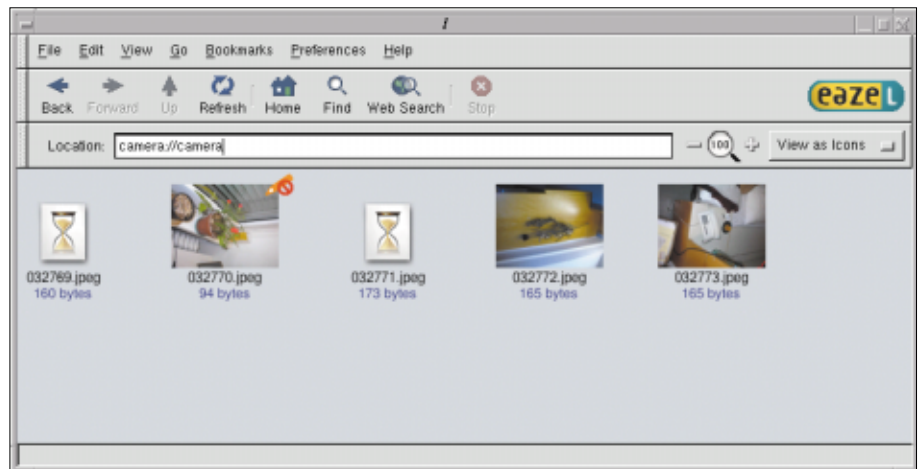 i
File Edit View Go Bookmarks Preferences Help
Back Forward Up Refresh Home Find Web Search Stop
eazel
Location: camera://camera 100 View as Icons
032769.jpeg 032770.jpeg 032771.jpeg 032772.jpeg 032773.jpeg
160 bytes 94 bytes 173 bytes 165 bytes 165 bytes